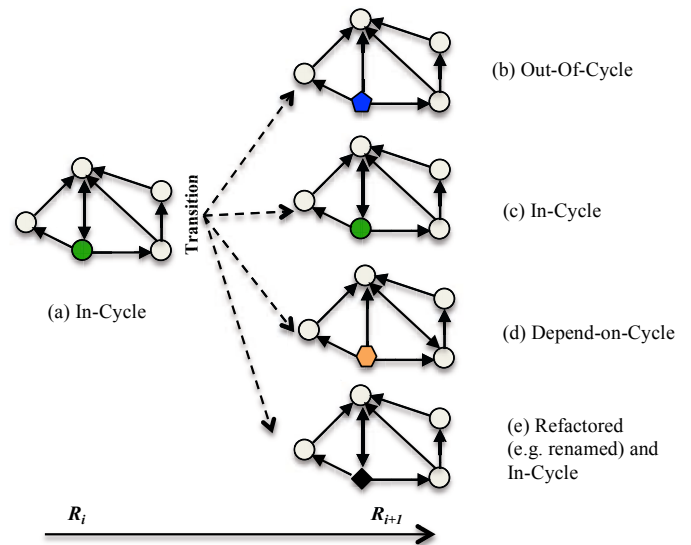 (b) Out-Of-Cycle
Transition
(c) In-Cycle
(a) In-Cycle
(d) Depend-on-Cycle
(e) Refactored
(e.g. renamed) and
In-Cycle
Ri
Ri+1